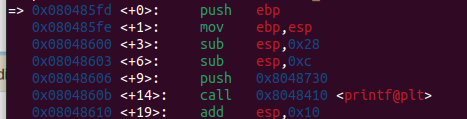 => 0x080485fd <+0>: push ebp
0x080485fe <+1>: mov ebp,esp
0x08048600 <+3>: sub esp,0x28
0x08048603 <+6>: sub esp,0xc
0x08048606 <+9>: push 0x8048730
0x0804860b <+14>: call 0x8048410 <printf@plt>
0x08048610 <+19>: add esp,0x10